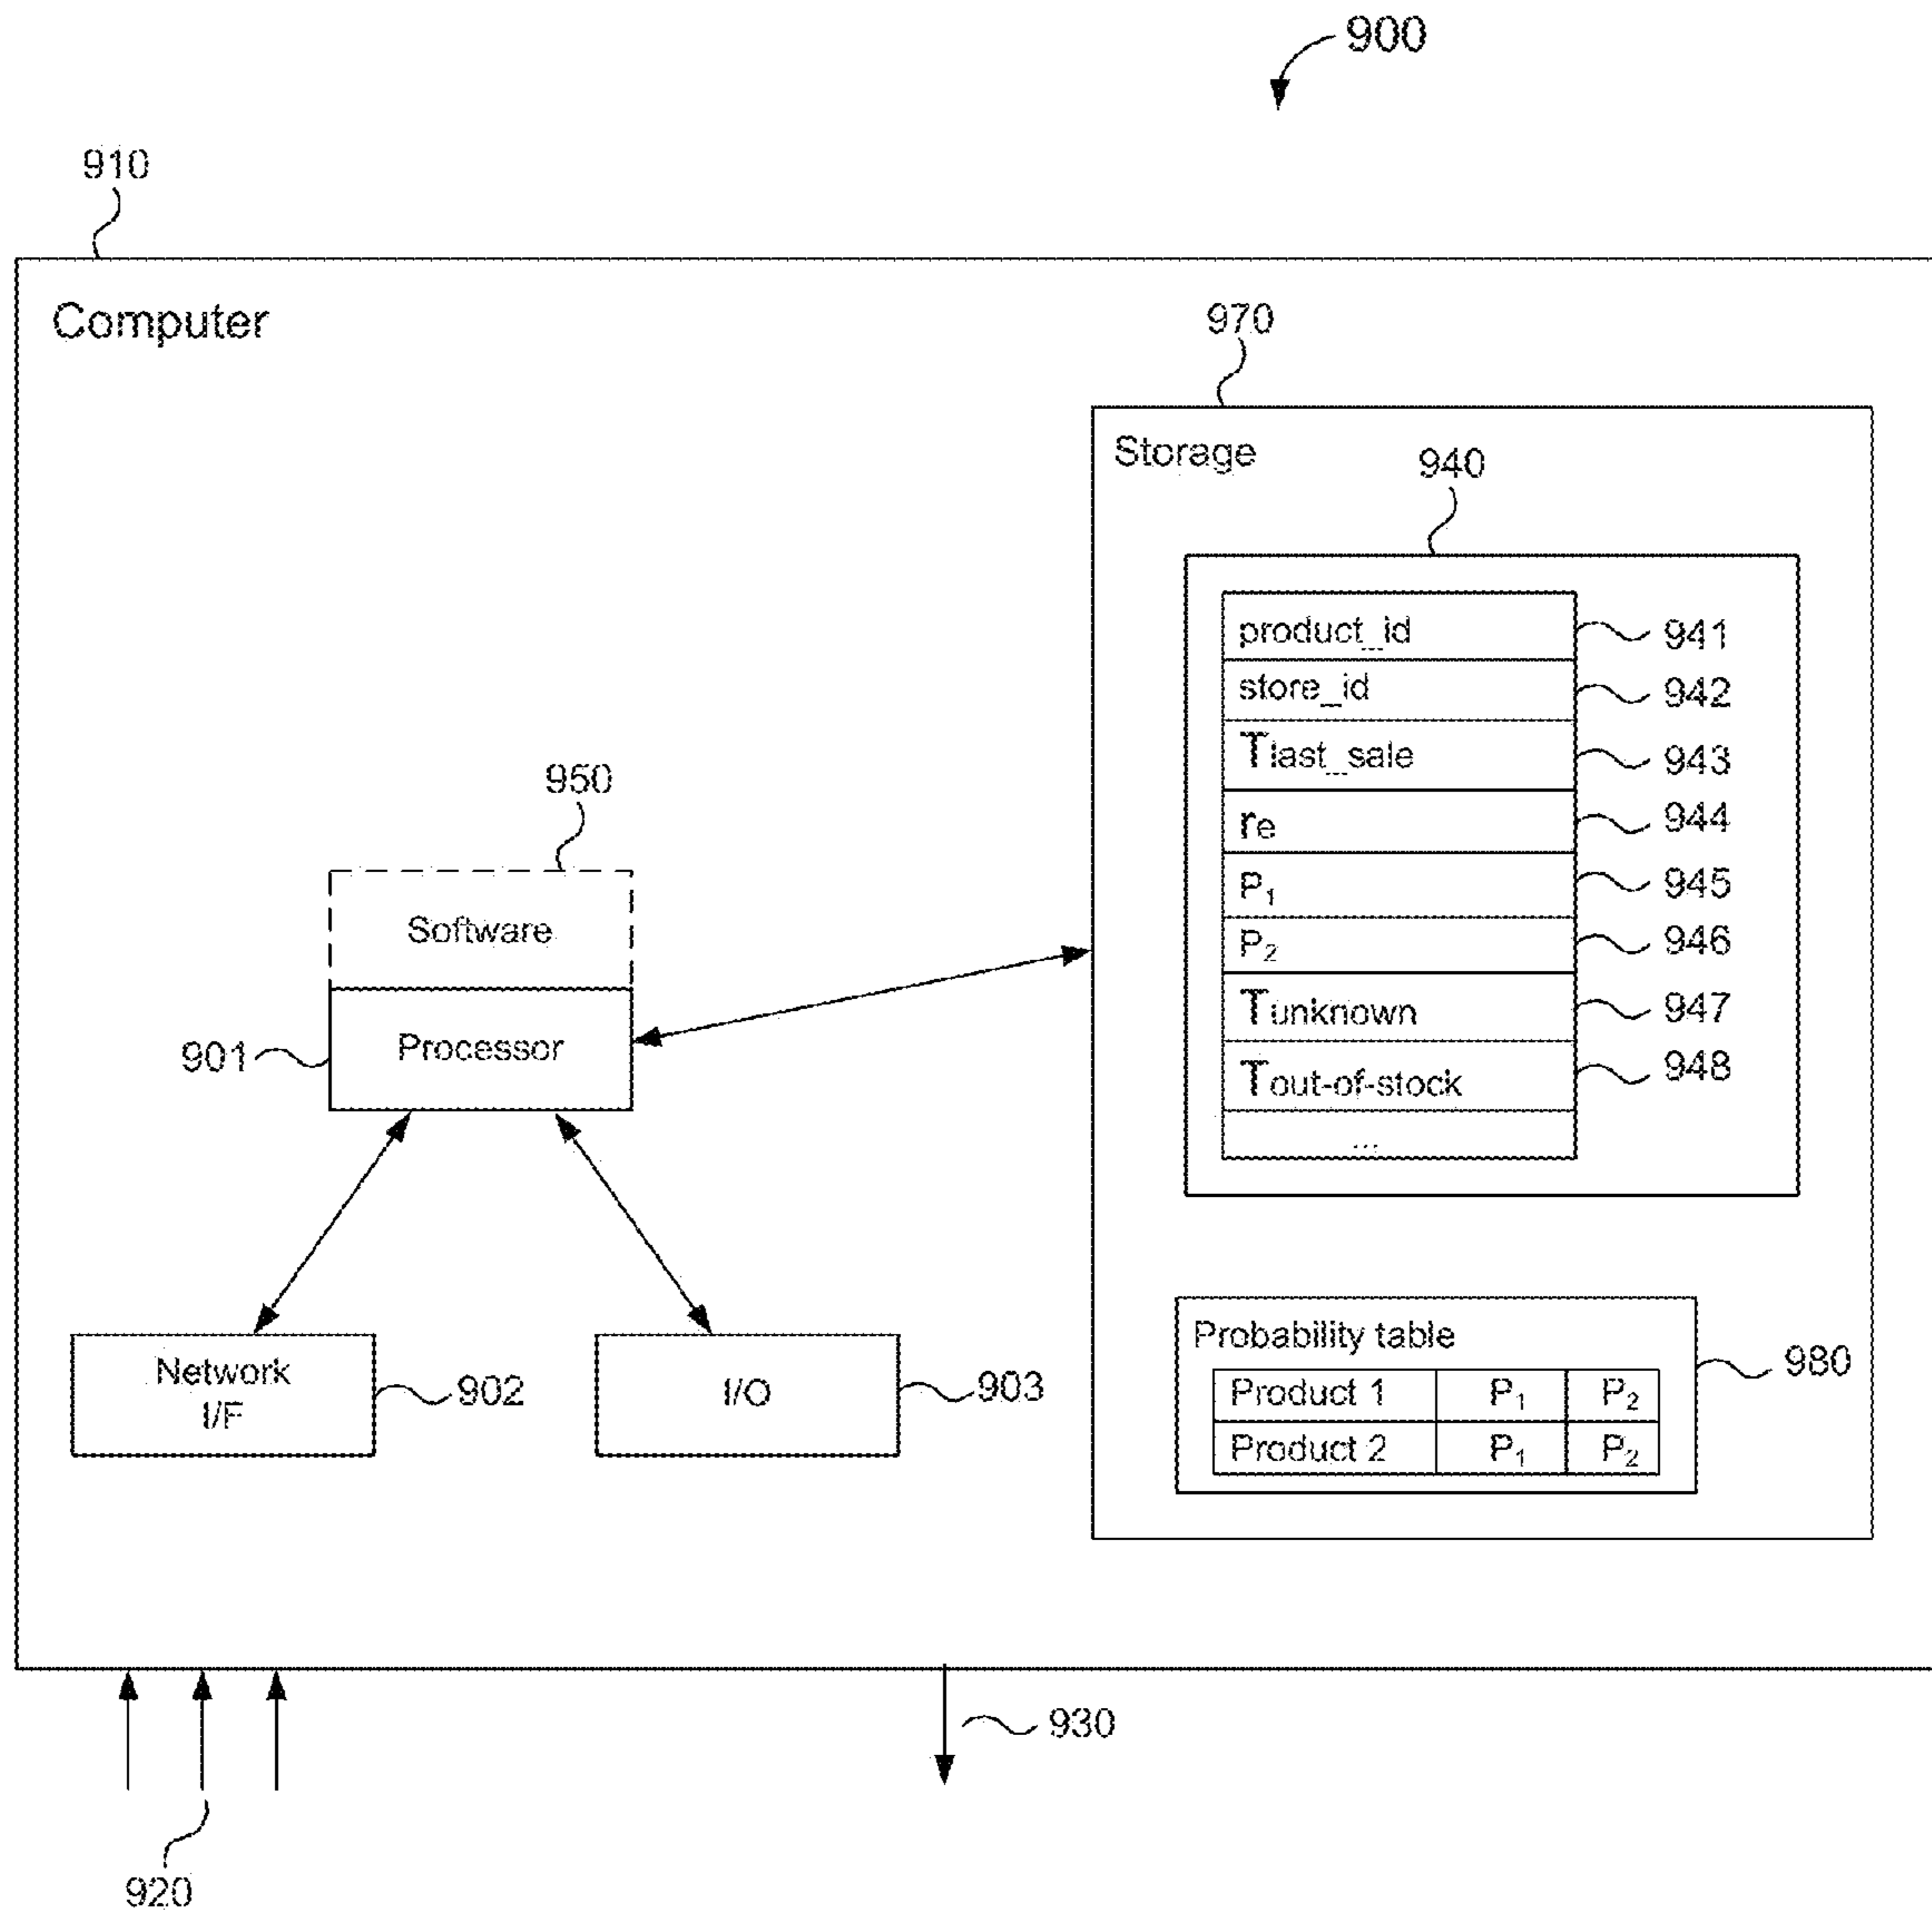 900
910
Computer
970
Storage
940
product_id 941
store_id 942
Tlast_sale 943
re 944
P1 945
P2 946
Tunknown 947
Tout-of-stock 948
...
950
Software
901 Processor
Network
I/F
902
I/O 903
Probability table
980
Product 1 P1 P2
Product 2 P1 P2
930
920